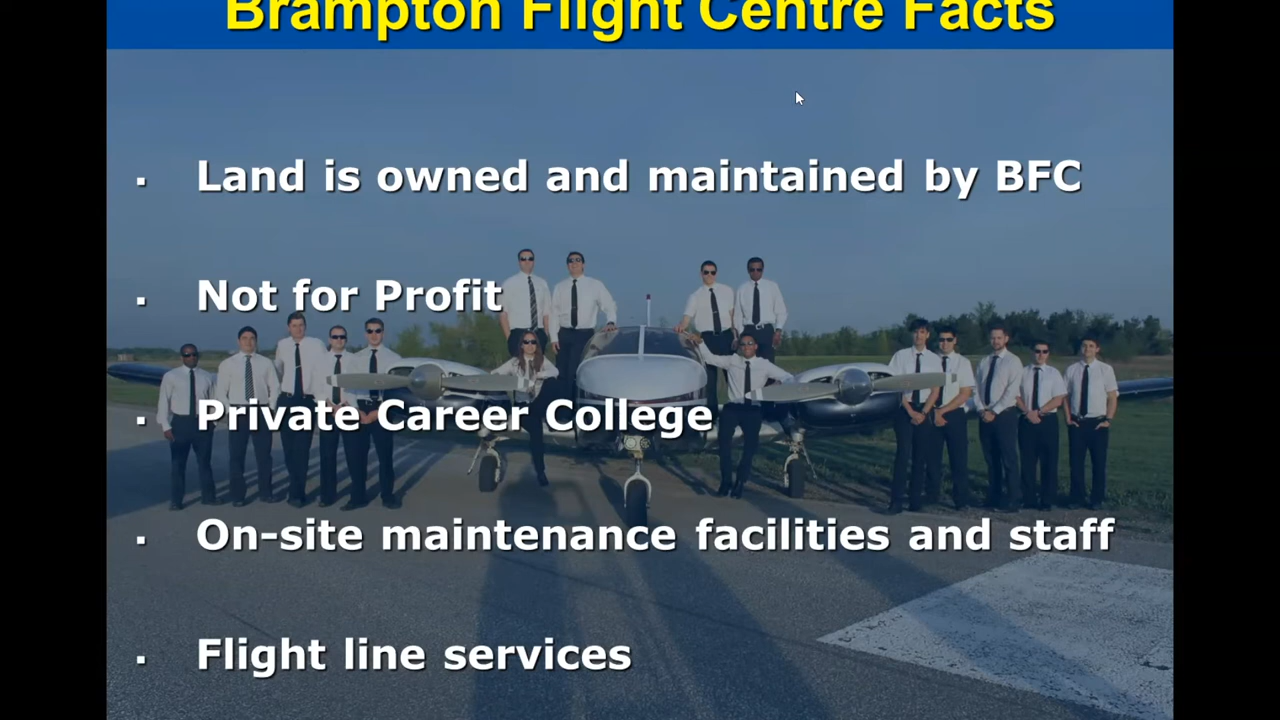 Brampton Flight Centre Facts
Land is owned and maintained by BFC
Not for Profit
Private Career College
On-site maintenance facilities and staff
Flight line services